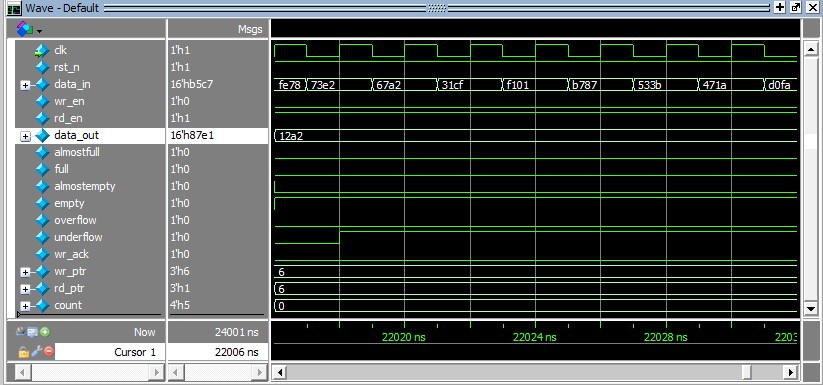 Wave - Default
Msgs
clk 1'h1
rst_n 1'h1
data_in 16'hb5c7 fe78 73e2 67a2 31cf f101 b787 533b 471a d0fa
wr_en 1'h0
rd_en 1'h1
data_out 16'h87e1 12a2
almostfull 1'h0
full 1'h0
almostempty 1'h0
empty 1'h0
overflow 1'h0
underflow 1'h0
wr_ack 1'h0
wr_ptr 3'h6 6
rd_ptr 3'h1 6
count 4'h5 0
Now 24001 ns 22020 ns 22024 ns 22028 ns 2203
Cursor 1 22006 ns